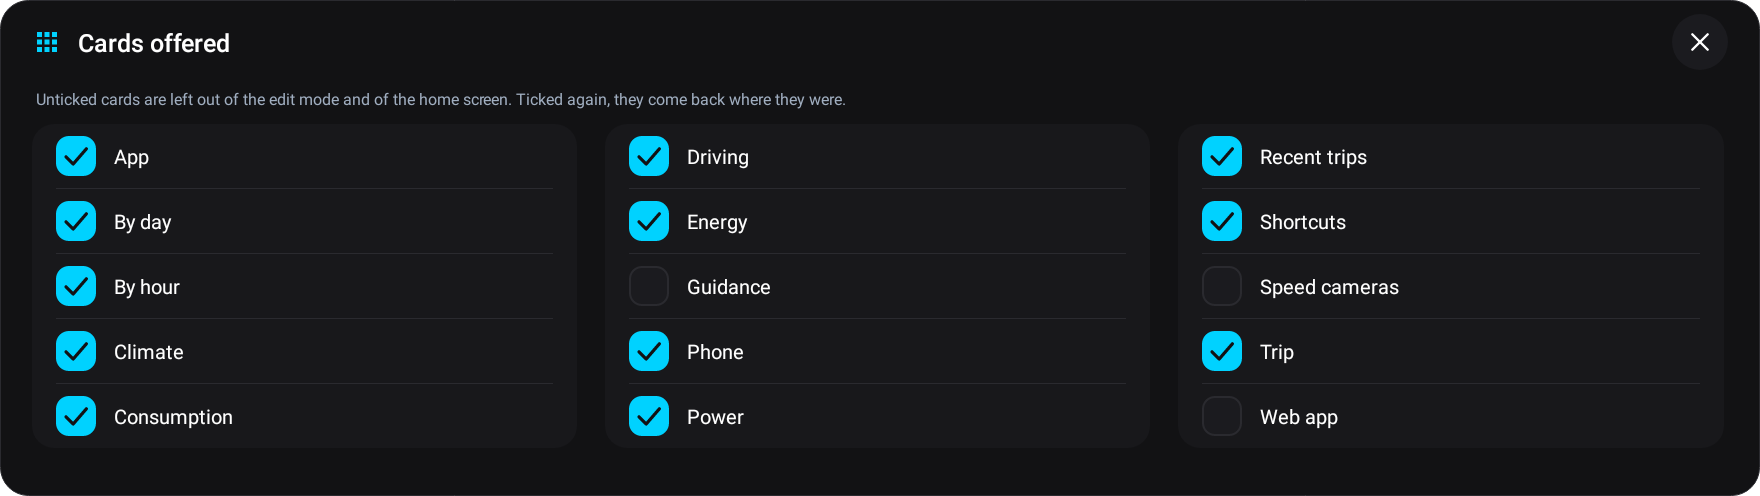 Cards offered
Unticked cards are left out of the edit mode and of the home screen. Ticked again, they come back where they were.
App
By day
By hour
Climate
Consumption
Driving
Energy
Guidance
Phone
Power
Recent trips
Shortcuts
Speed cameras
Trip
Web app